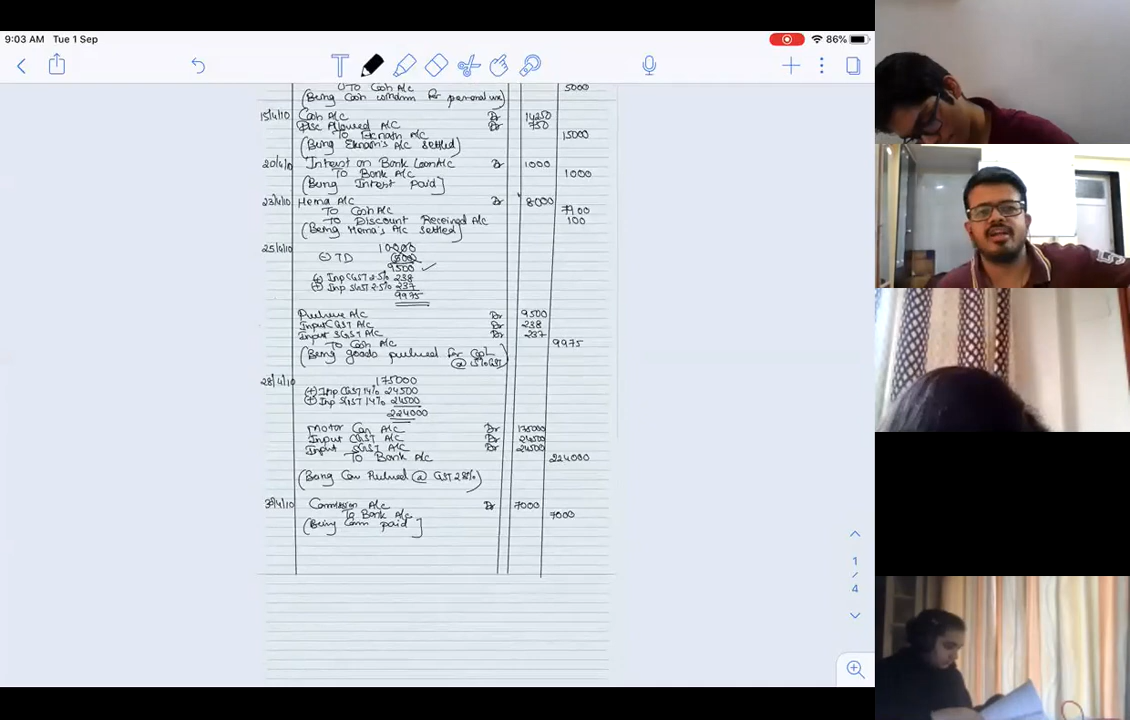 9:03 AM Tue 1 Sep
86%
To Cash A/c 5000
(Being Cash withdrn for personal use)
15/4/10 Cash A/c Dr 14250
Disc Allowed A/c Dr 750
To Eknath A/c 15000
(Being Eknath's A/c settled)
20/4/10 Interest on Bank Loan A/c Dr 1000
To Bank A/c 1000
(Being Interest paid]
23/4/10 Hema A/c Dr 8000
To Cash A/c 7900
To Discount Received A/c 100
(Being Hema's A/c settled]
25/4/10 10000
(-) TD (500)
9500 ✓
(+) Inp CGST 2.5% 238
(+) Inp SGST 2.5% 237
9975
Purchase A/c Dr 9500
Input CGST A/c Dr 238
Input SGST A/c Dr 237
To Cash A/c 9975
(Being goods purchased for Cash
@ 5% GST)
28/4/10 175000
(+) Inp CGST 14% 24500
(+) Inp SGST 14% 24500
224000
Motor Car A/c Dr 175000
Input CGST A/c Dr 24500
Input SGST A/c Dr 24500
To Bank A/c 224000
(Being Car Purchased @ GST 28%)
30/4/10 Commission A/c Dr 7000
To Bank A/c 7000
(Being Comm paid]
1
/
4